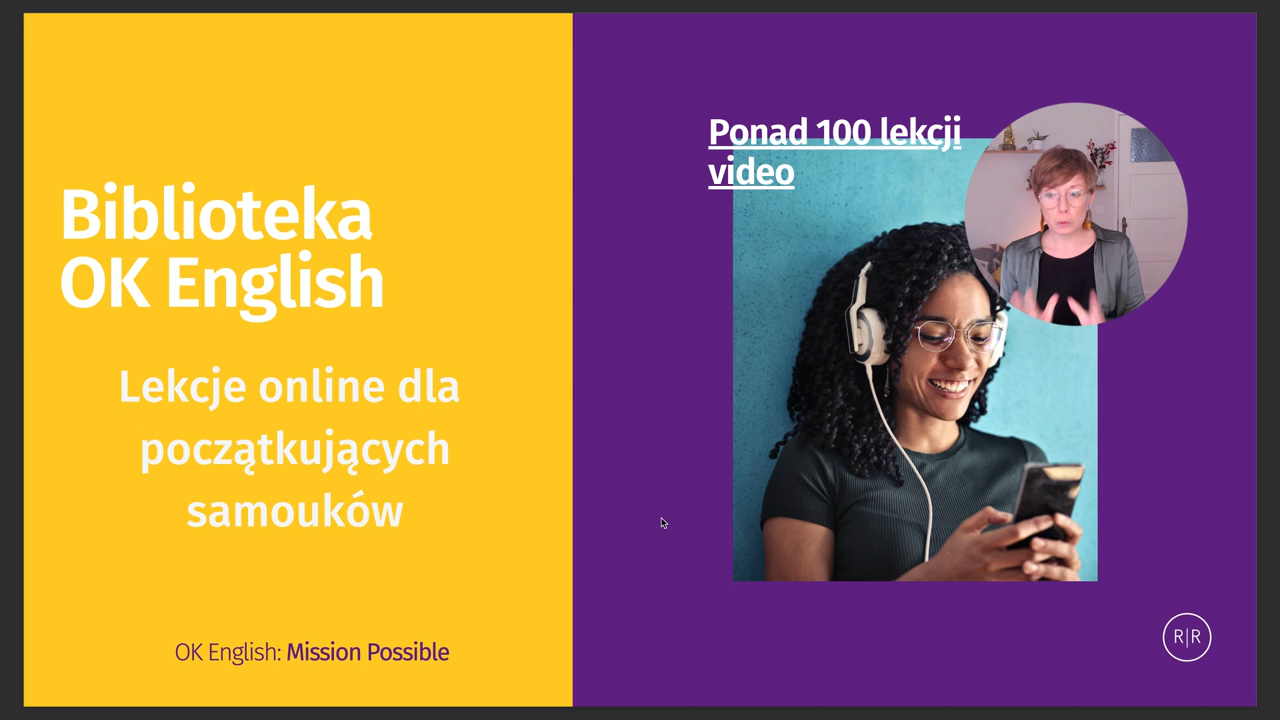 Biblioteka
OK English
Lekcje online dla
początkujących
samouków
OK English: Mission Possible
Ponad 100 lekcji
video
R|R